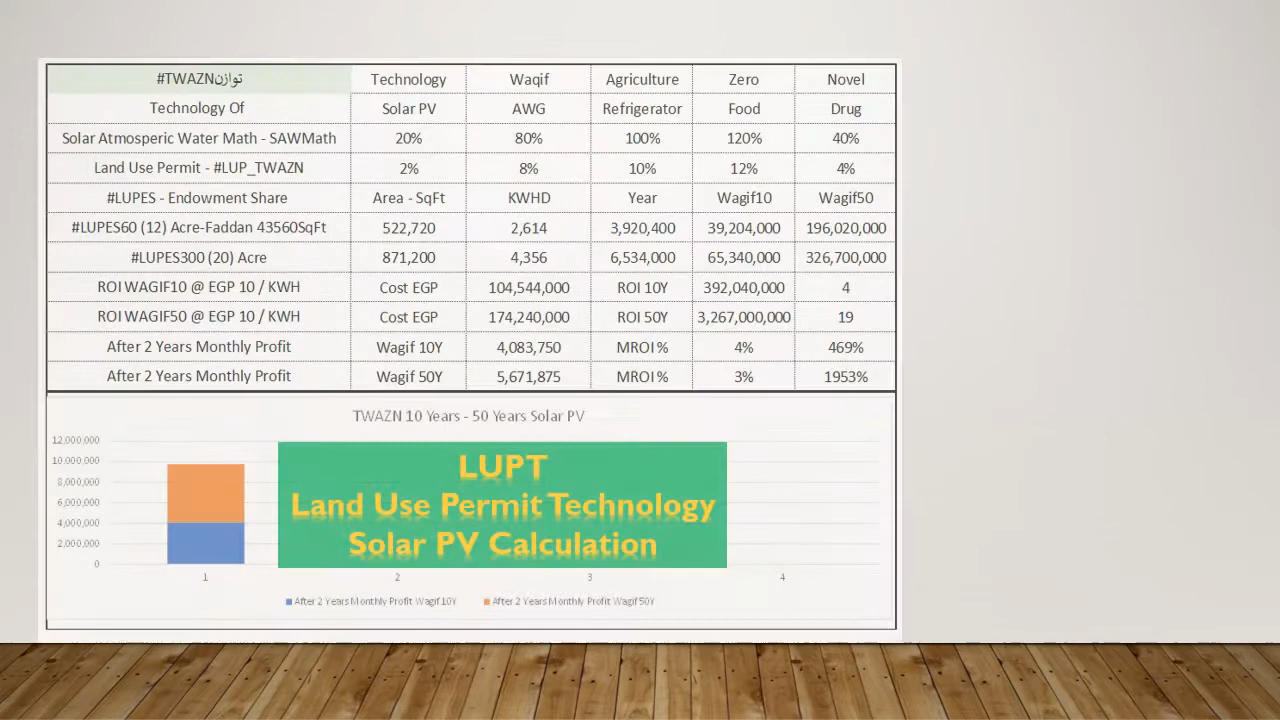 #TWAZNتوازن Technology Waqif Agriculture Zero Novel
Technology Of Solar PV AWG Refrigerator Food Drug
Solar Atmosperic Water Math - SAWMath 20% 80% 100% 120% 40%
Land Use Permit - #LUP_TWAZN 2% 8% 10% 12% 4%
#LUPES - Endowment Share Area - SqFt KWHD Year Wagif10 Wagif50
#LUPES60 (12) Acre-Faddan 43560SqFt 522,720 2,614 3,920,400 39,204,000 196,020,000
#LUPES300 (20) Acre 871,200 4,356 6,534,000 65,340,000 326,700,000
ROI WAGIF10 @ EGP 10 / KWH Cost EGP 104,544,000 ROI 10Y 392,040,000 4
ROI WAGIF50 @ EGP 10 / KWH Cost EGP 174,240,000 ROI 50Y 3,267,000,000 19
After 2 Years Monthly Profit Wagif 10Y 4,083,750 MROI % 4% 469%
After 2 Years Monthly Profit Wagif 50Y 5,671,875 MROI % 3% 1953%
TWAZN 10 Years - 50 Years Solar PV
12,000,000
10,000,000
8,000,000
6,000,000
4,000,000
2,000,000
0
LUPT
Land Use Permit Technology
Solar PV Calculation
1 2 3 4
After 2 Years Monthly Profit Wagif 10Y After 2 Years Monthly Profit Wagif 50Y